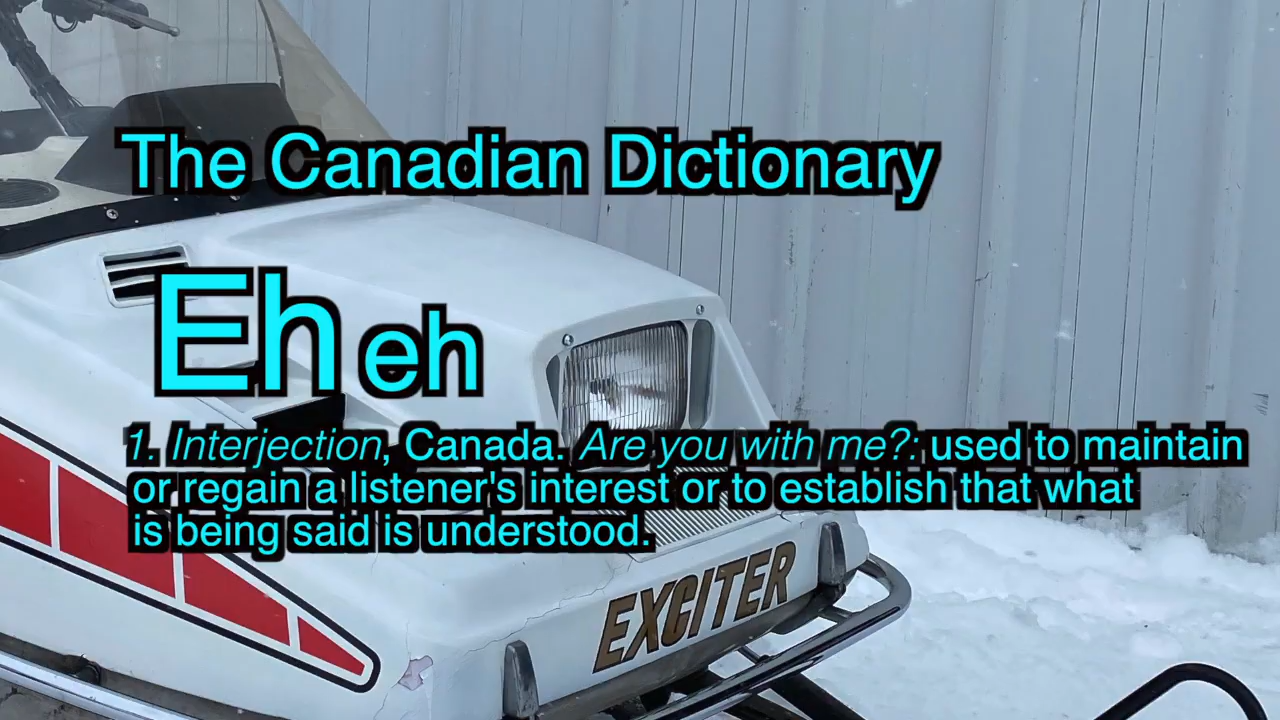 The Canadian Dictionary
Eh eh
1. Interjection, Canada. Are you with me?: used to maintain
or regain a listener's interest or to establish that what
is being said is understood.
EXCITER